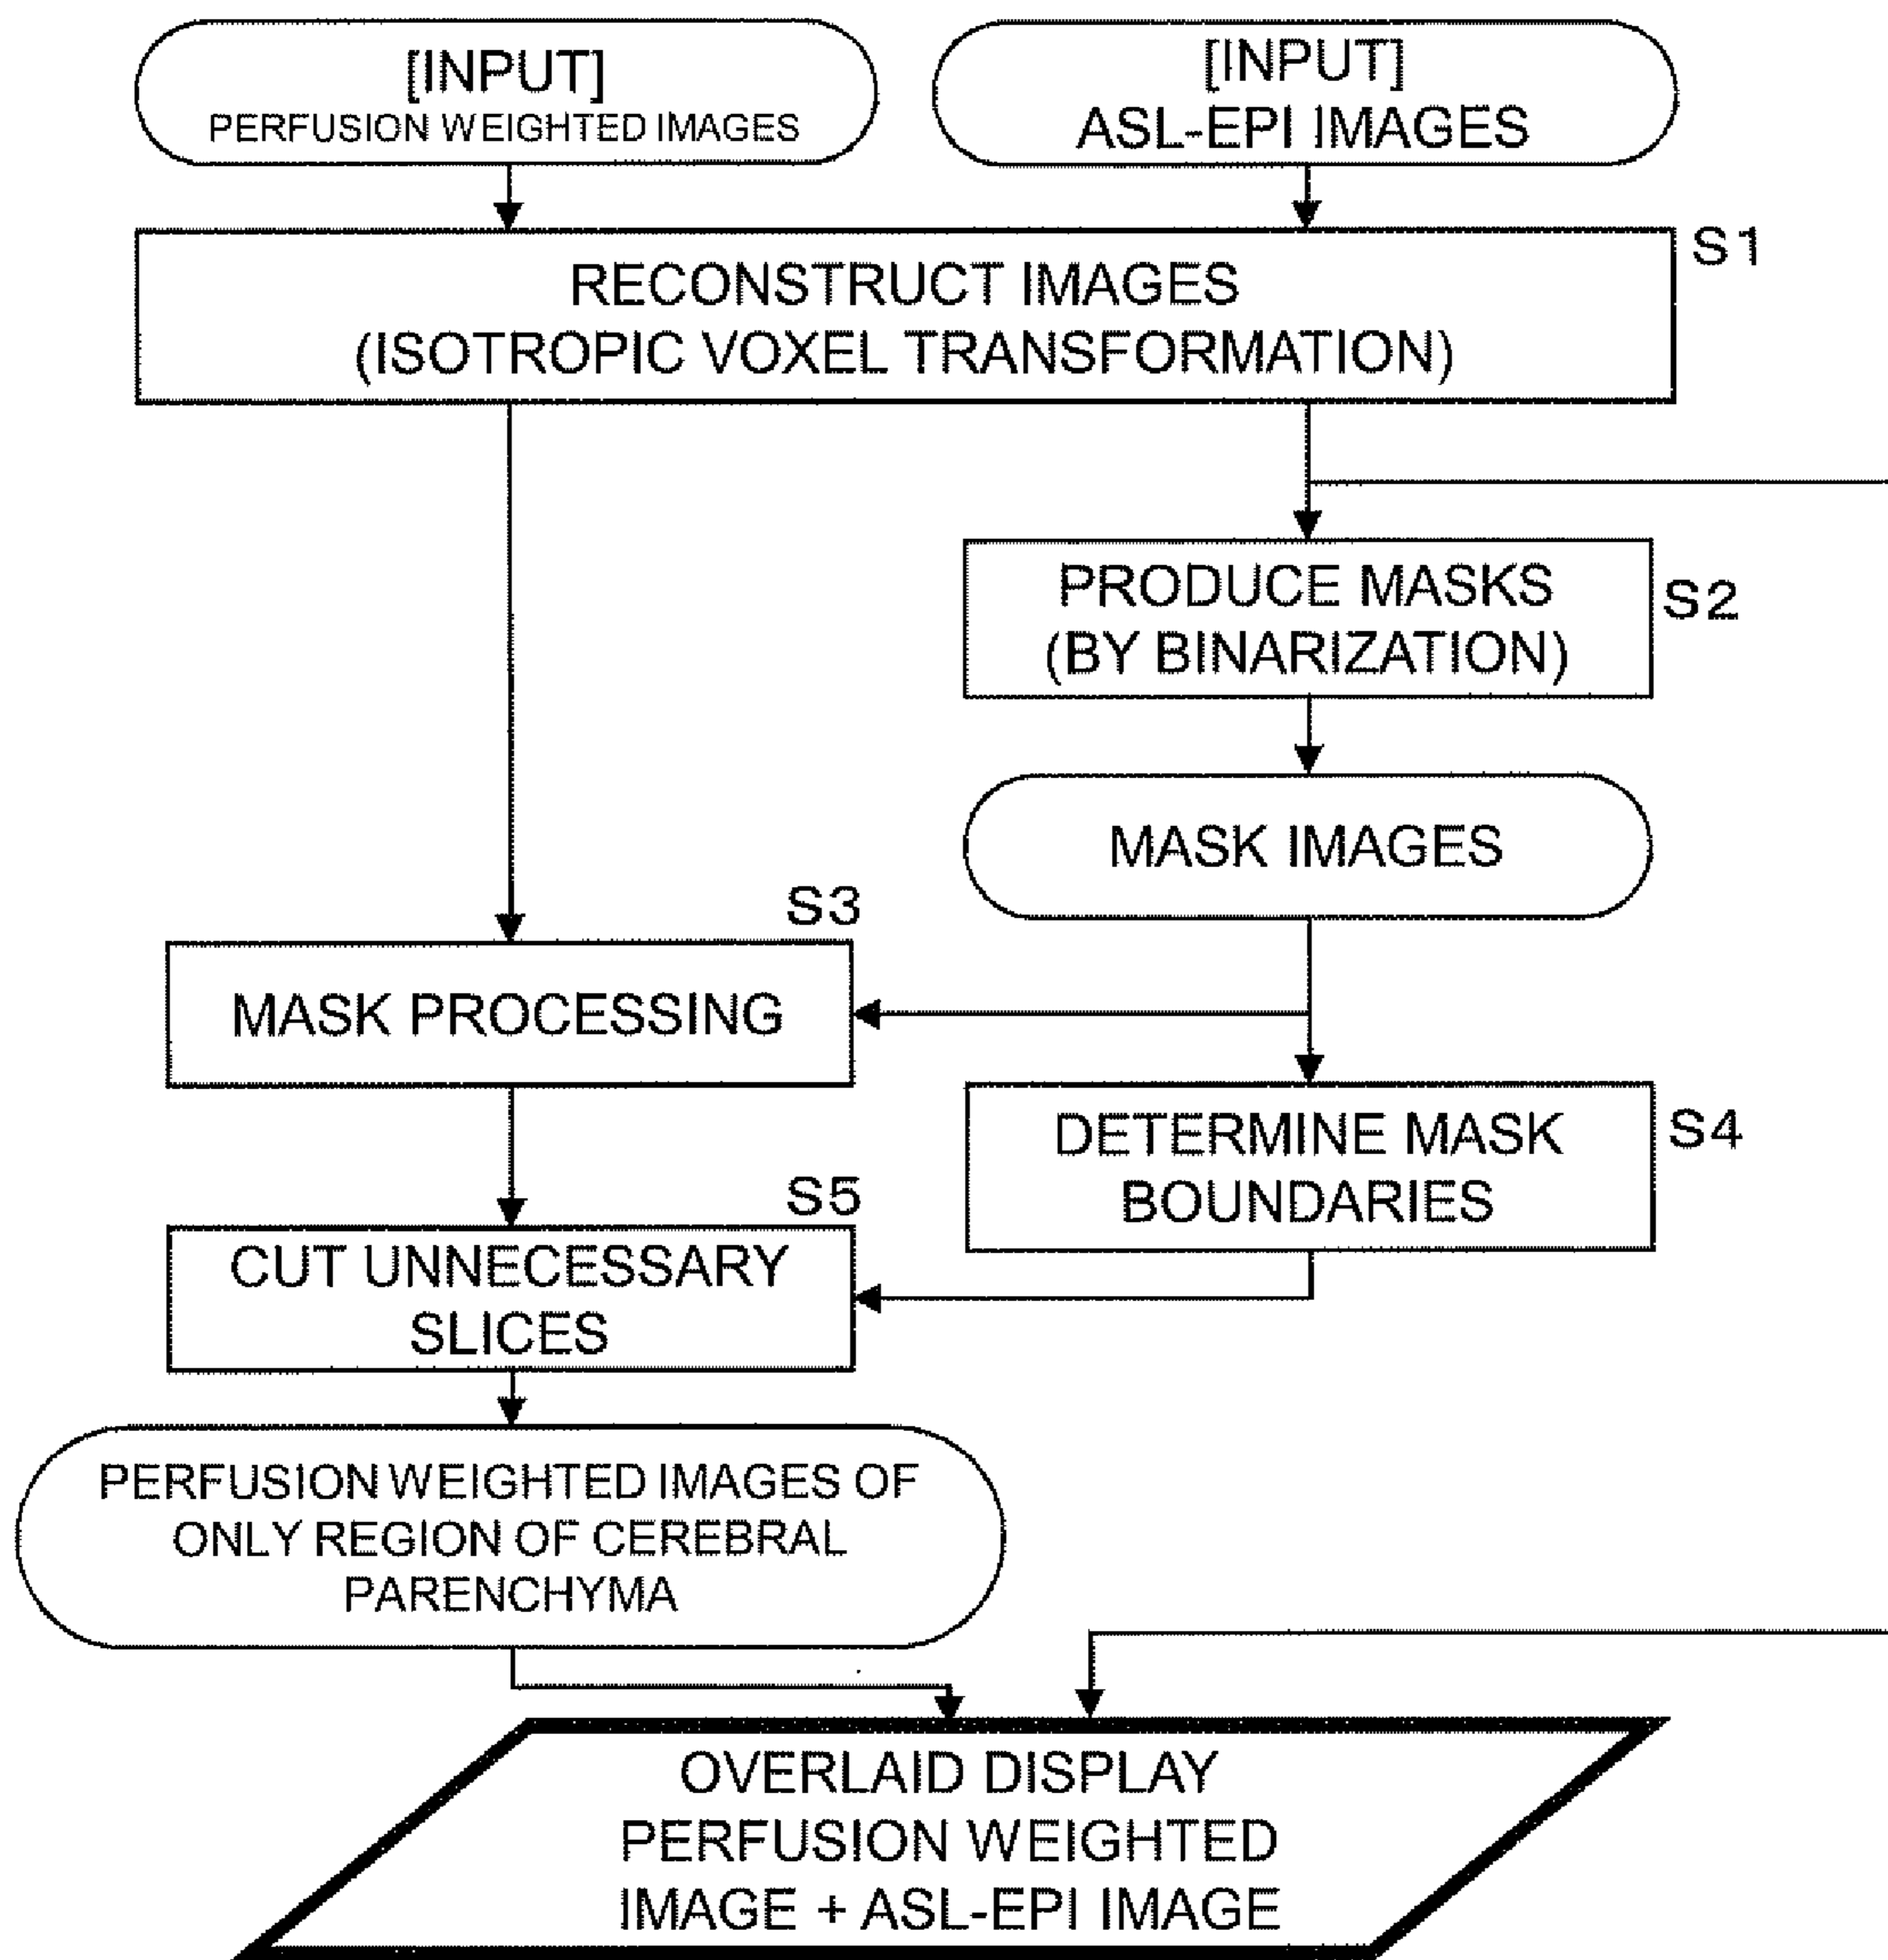 [INPUT]
PERFUSION WEIGHTED IMAGES
[INPUT]
ASL-EPI IMAGES
S1
RECONSTRUCT IMAGES
(ISOTROPIC VOXEL TRANSFORMATION)
PRODUCE MASKS
(BY BINARIZATION)
S2
MASK IMAGES
S3
MASK PROCESSING
DETERMINE MASK
BOUNDARIES
S4
S5
CUT UNNECESSARY
SLICES
PERFUSION WEIGHTED IMAGES OF
ONLY REGION OF CEREBRAL
PARENCHYMA
OVERLAID DISPLAY
PERFUSION WEIGHTED
IMAGE + ASL-EPI IMAGE